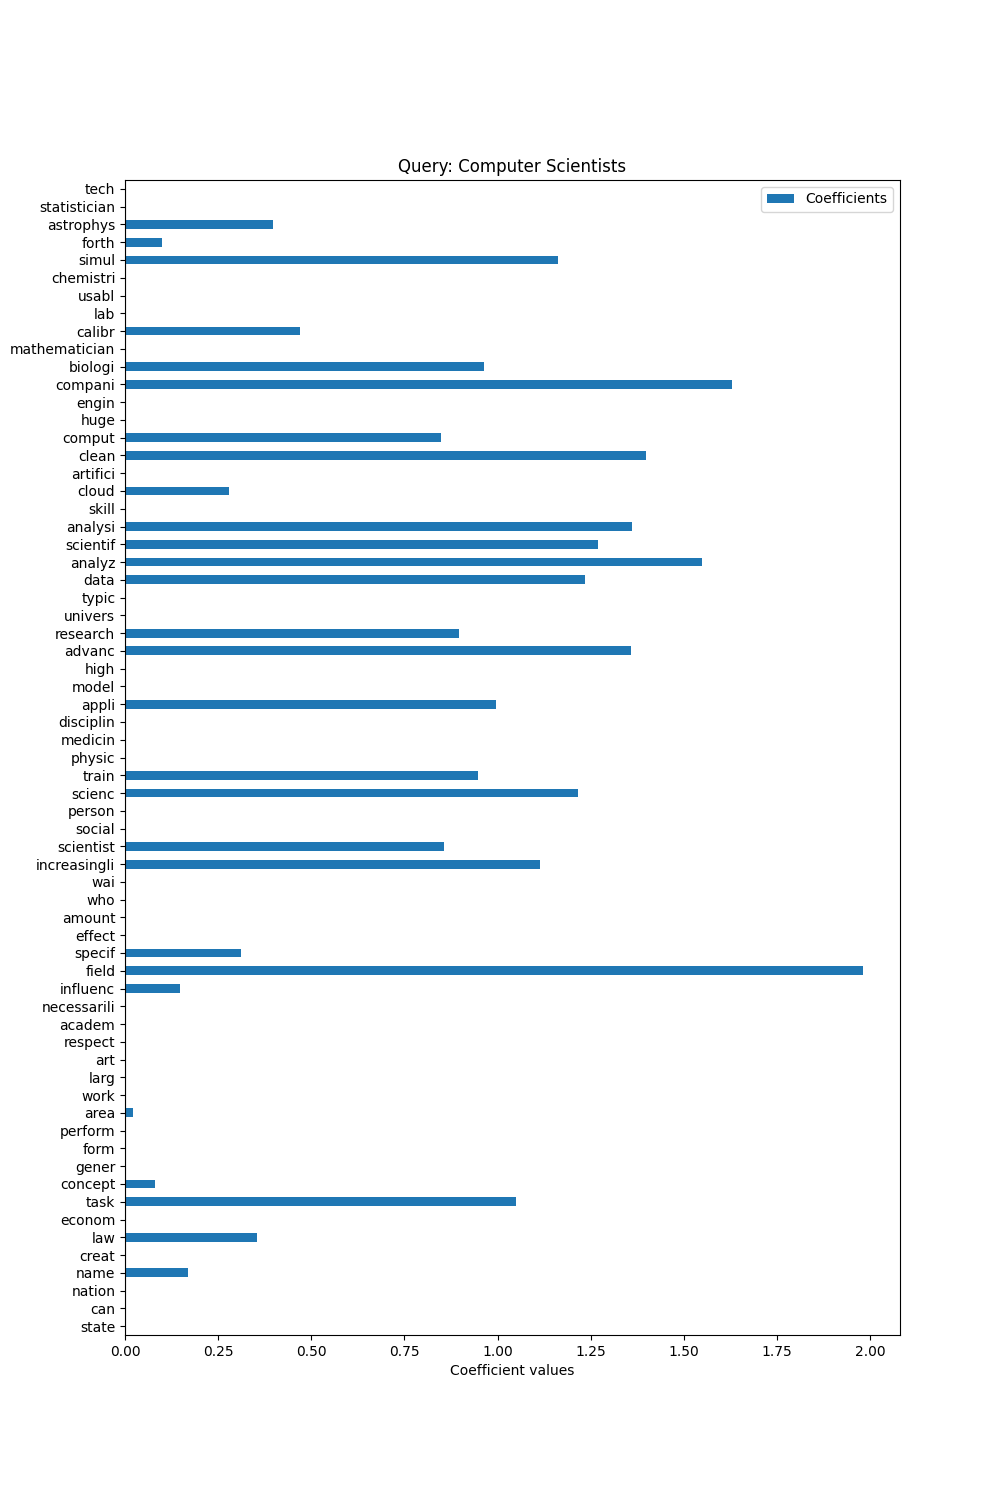 Query: Computer Scientists
Coefficients
tech
statistician
astrophys
forth
simul
chemistri
usabl
lab
calibr
mathematician
biologi
compani
engin
huge
comput
clean
artifici
cloud
skill
analysi
scientif
analyz
data
typic
univers
research
advanc
high
model
appli
disciplin
medicin
physic
train
scienc
person
social
scientist
increasingli
wai
who
amount
effect
specif
field
influenc
necessarili
academ
respect
art
larg
work
area
perform
form
gener
concept
task
econom
law
creat
name
nation
can
state
0.00 0.25 0.50 0.75 1.00 1.25 1.50 1.75 2.00
Coefficient values